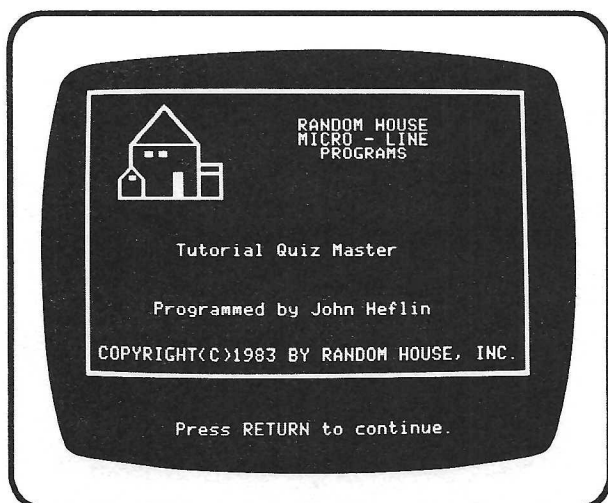 RANDOM HOUSE
MICRO - LINE
PROGRAMS
Tutorial Quiz Master
Programmed by John Heflin
COPYRIGHT(C)1983 BY RANDOM HOUSE, INC.
Press RETURN to continue.